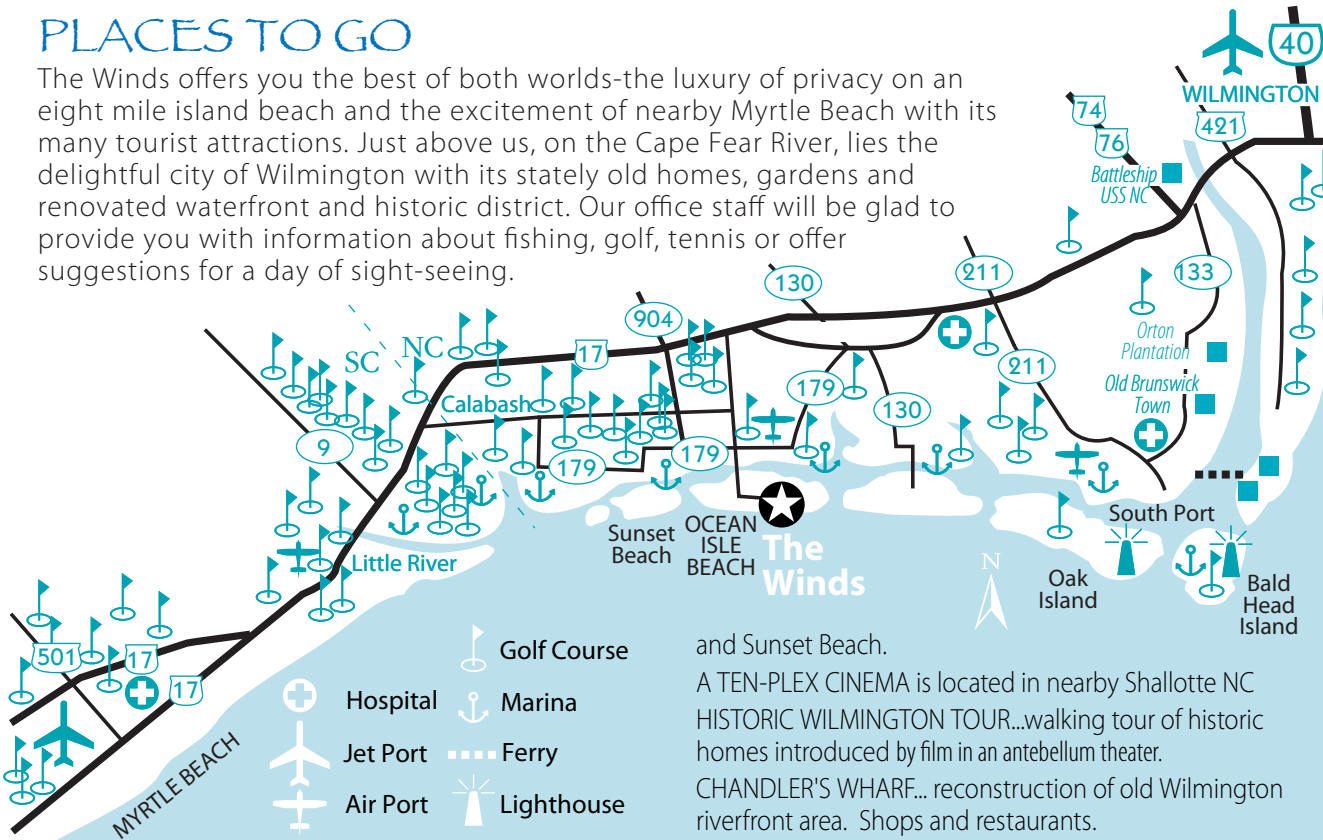 PLACES TO GO
The Winds offers you the best of both worlds-the luxury of privacy on an
eight mile island beach and the excitement of nearby Myrtle Beach with its
many tourist attractions. Just above us, on the Cape Fear River, lies the
delightful city of Wilmington with its stately old homes, gardens and
renovated waterfront and historic district. Our office staff will be glad to
provide you with information about fishing, golf, tennis or offer
suggestions for a day of sight-seeing.
40
WILMINGTON
74
76
421
Battleship
USS NC
130
211
133
904
SC
NC
17
Orton
Plantation
211
179
Old Brunswick
Town
Calabash
130
9
179
179
Sunset
Beach
OCEAN
ISLE
BEACH
The
Winds
South Port
Little River
N
Oak
Island
Bald
Head
Island
501
17
17
MYRTLE BEACH
Golf Course
Hospital
Marina
Jet Port
Ferry
Air Port
Lighthouse
and Sunset Beach.
A TEN-PLEX CINEMA is located in nearby Shallotte NC
HISTORIC WILMINGTON TOUR...walking tour of historic
homes introduced by film in an antebellum theater.
CHANDLER'S WHARF... reconstruction of old Wilmington
riverfront area. Shops and restaurants.